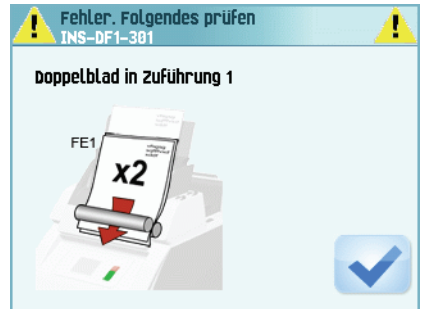 Fehler. Folgendes prüfen
INS-DF1-301
Doppelblad in Zuführung 1
FE1
x2